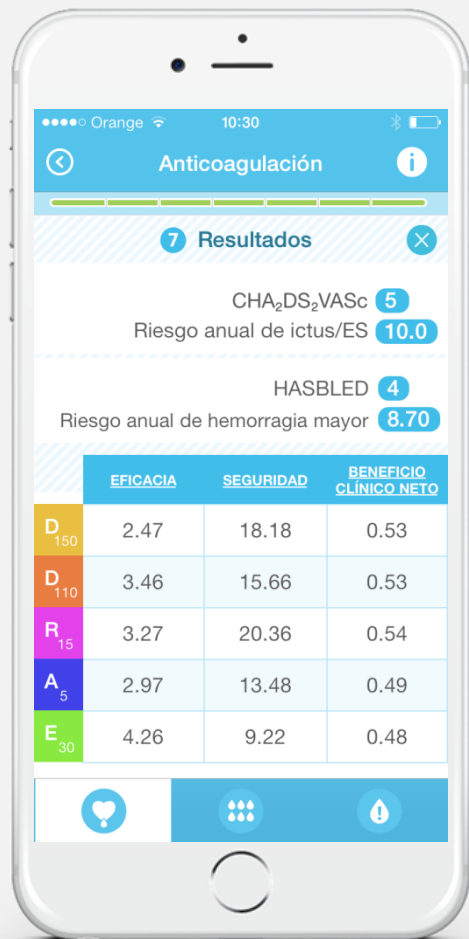 Orange 10:30
Anticoagulación i
7 Resultados
CHA₂DS₂VASc 5
Riesgo anual de ictus/ES 10.0
HASBLED 4
Riesgo anual de hemorragia mayor 8.70
EFICACIA SEGURIDAD BENEFICIO
CLÍNICO NETO
D150 2.47 18.18 0.53
D110 3.46 15.66 0.53
R15 3.27 20.36 0.54
A5 2.97 13.48 0.49
E30 4.26 9.22 0.48
!